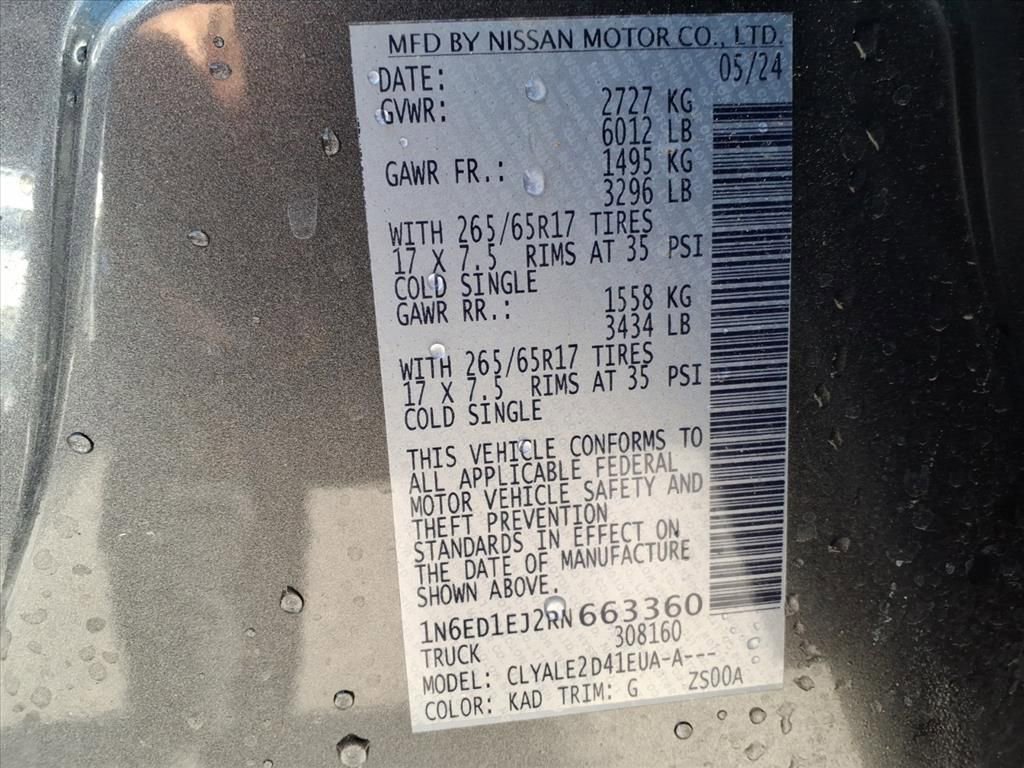 MFD BY NISSAN MOTOR CO., LTD.
DATE: 05/24
GVWR: 2727 KG
6012 LB
GAWR FR.: 1495 KG
3296 LB
WITH 265/65R17 TIRES
17 X 7.5 RIMS AT 35 PSI
COLD SINGLE
GAWR RR.: 1558 KG
3434 LB
WITH 265/65R17 TIRES
17 X 7.5 RIMS AT 35 PSI
COLD SINGLE
THIS VEHICLE CONFORMS TO
ALL APPLICABLE FEDERAL
MOTOR VEHICLE SAFETY AND
THEFT PREVENTION
STANDARDS IN EFFECT ON
THE DATE OF MANUFACTURE
SHOWN ABOVE.
1N6ED1EJ2RN663360
TRUCK 308160
MODEL: CLYALE2D41EUA-A---
COLOR: KAD TRIM: G ZS00A